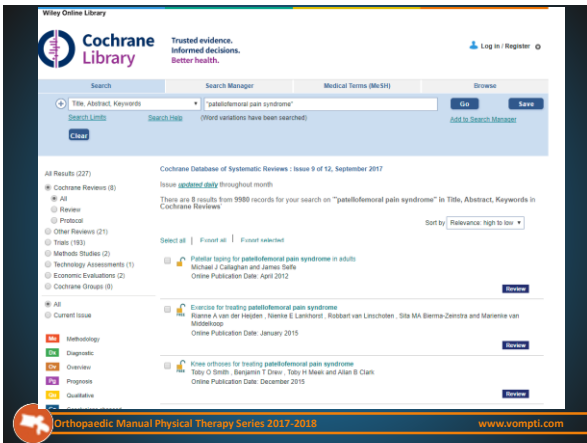 Wiley Online Library
Cochrane Library
Trusted evidence.
Informed decisions.
Better health.
Log in / Register
Search
Search Manager
Medical Terms (MeSH)
Browse
Title, Abstract, Keywords
"patellofemoral pain syndrome"
Go
Save
Search Limits
Search Help
(Word variations have been searched)
Add to Search Manager
Clear
All Results (227)
Cochrane Reviews (8)
All
Review
Protocol
Other Reviews (21)
Trials (193)
Methods Studies (2)
Technology Assessments (1)
Economic Evaluations (2)
Cochrane Groups (0)
All
Current Issue
Me Methodology
Dx Diagnostic
Ov Overview
Pg Prognosis
Qualitative
Cochrane Database of Systematic Reviews : Issue 9 of 12, September 2017
Issue updated daily throughout month
There are 8 results from 9980 records for your search on '"patellofemoral pain syndrome" in Title, Abstract, Keywords in
Cochrane Reviews'
Sort by Relevance: high to low
Select all | Export all | Export selected
Patellar taping for patellofemoral pain syndrome in adults
Michael J Callaghan and James Selfe
Online Publication Date: April 2012
Review
Exercise for treating patellofemoral pain syndrome
Rianne A van der Heijden , Nienke E Lankhorst , Robbart van Linschoten , Sita MA Bierma-Zeinstra and Marienke van
Middelkoop
Online Publication Date: January 2015
Review
Knee orthoses for treating patellofemoral pain syndrome
Toby O Smith , Benjamin T Drew , Toby H Meek and Allan B Clark
Online Publication Date: December 2015
Review
Orthopaedic Manual Physical Therapy Series 2017-2018
www.vompti.com